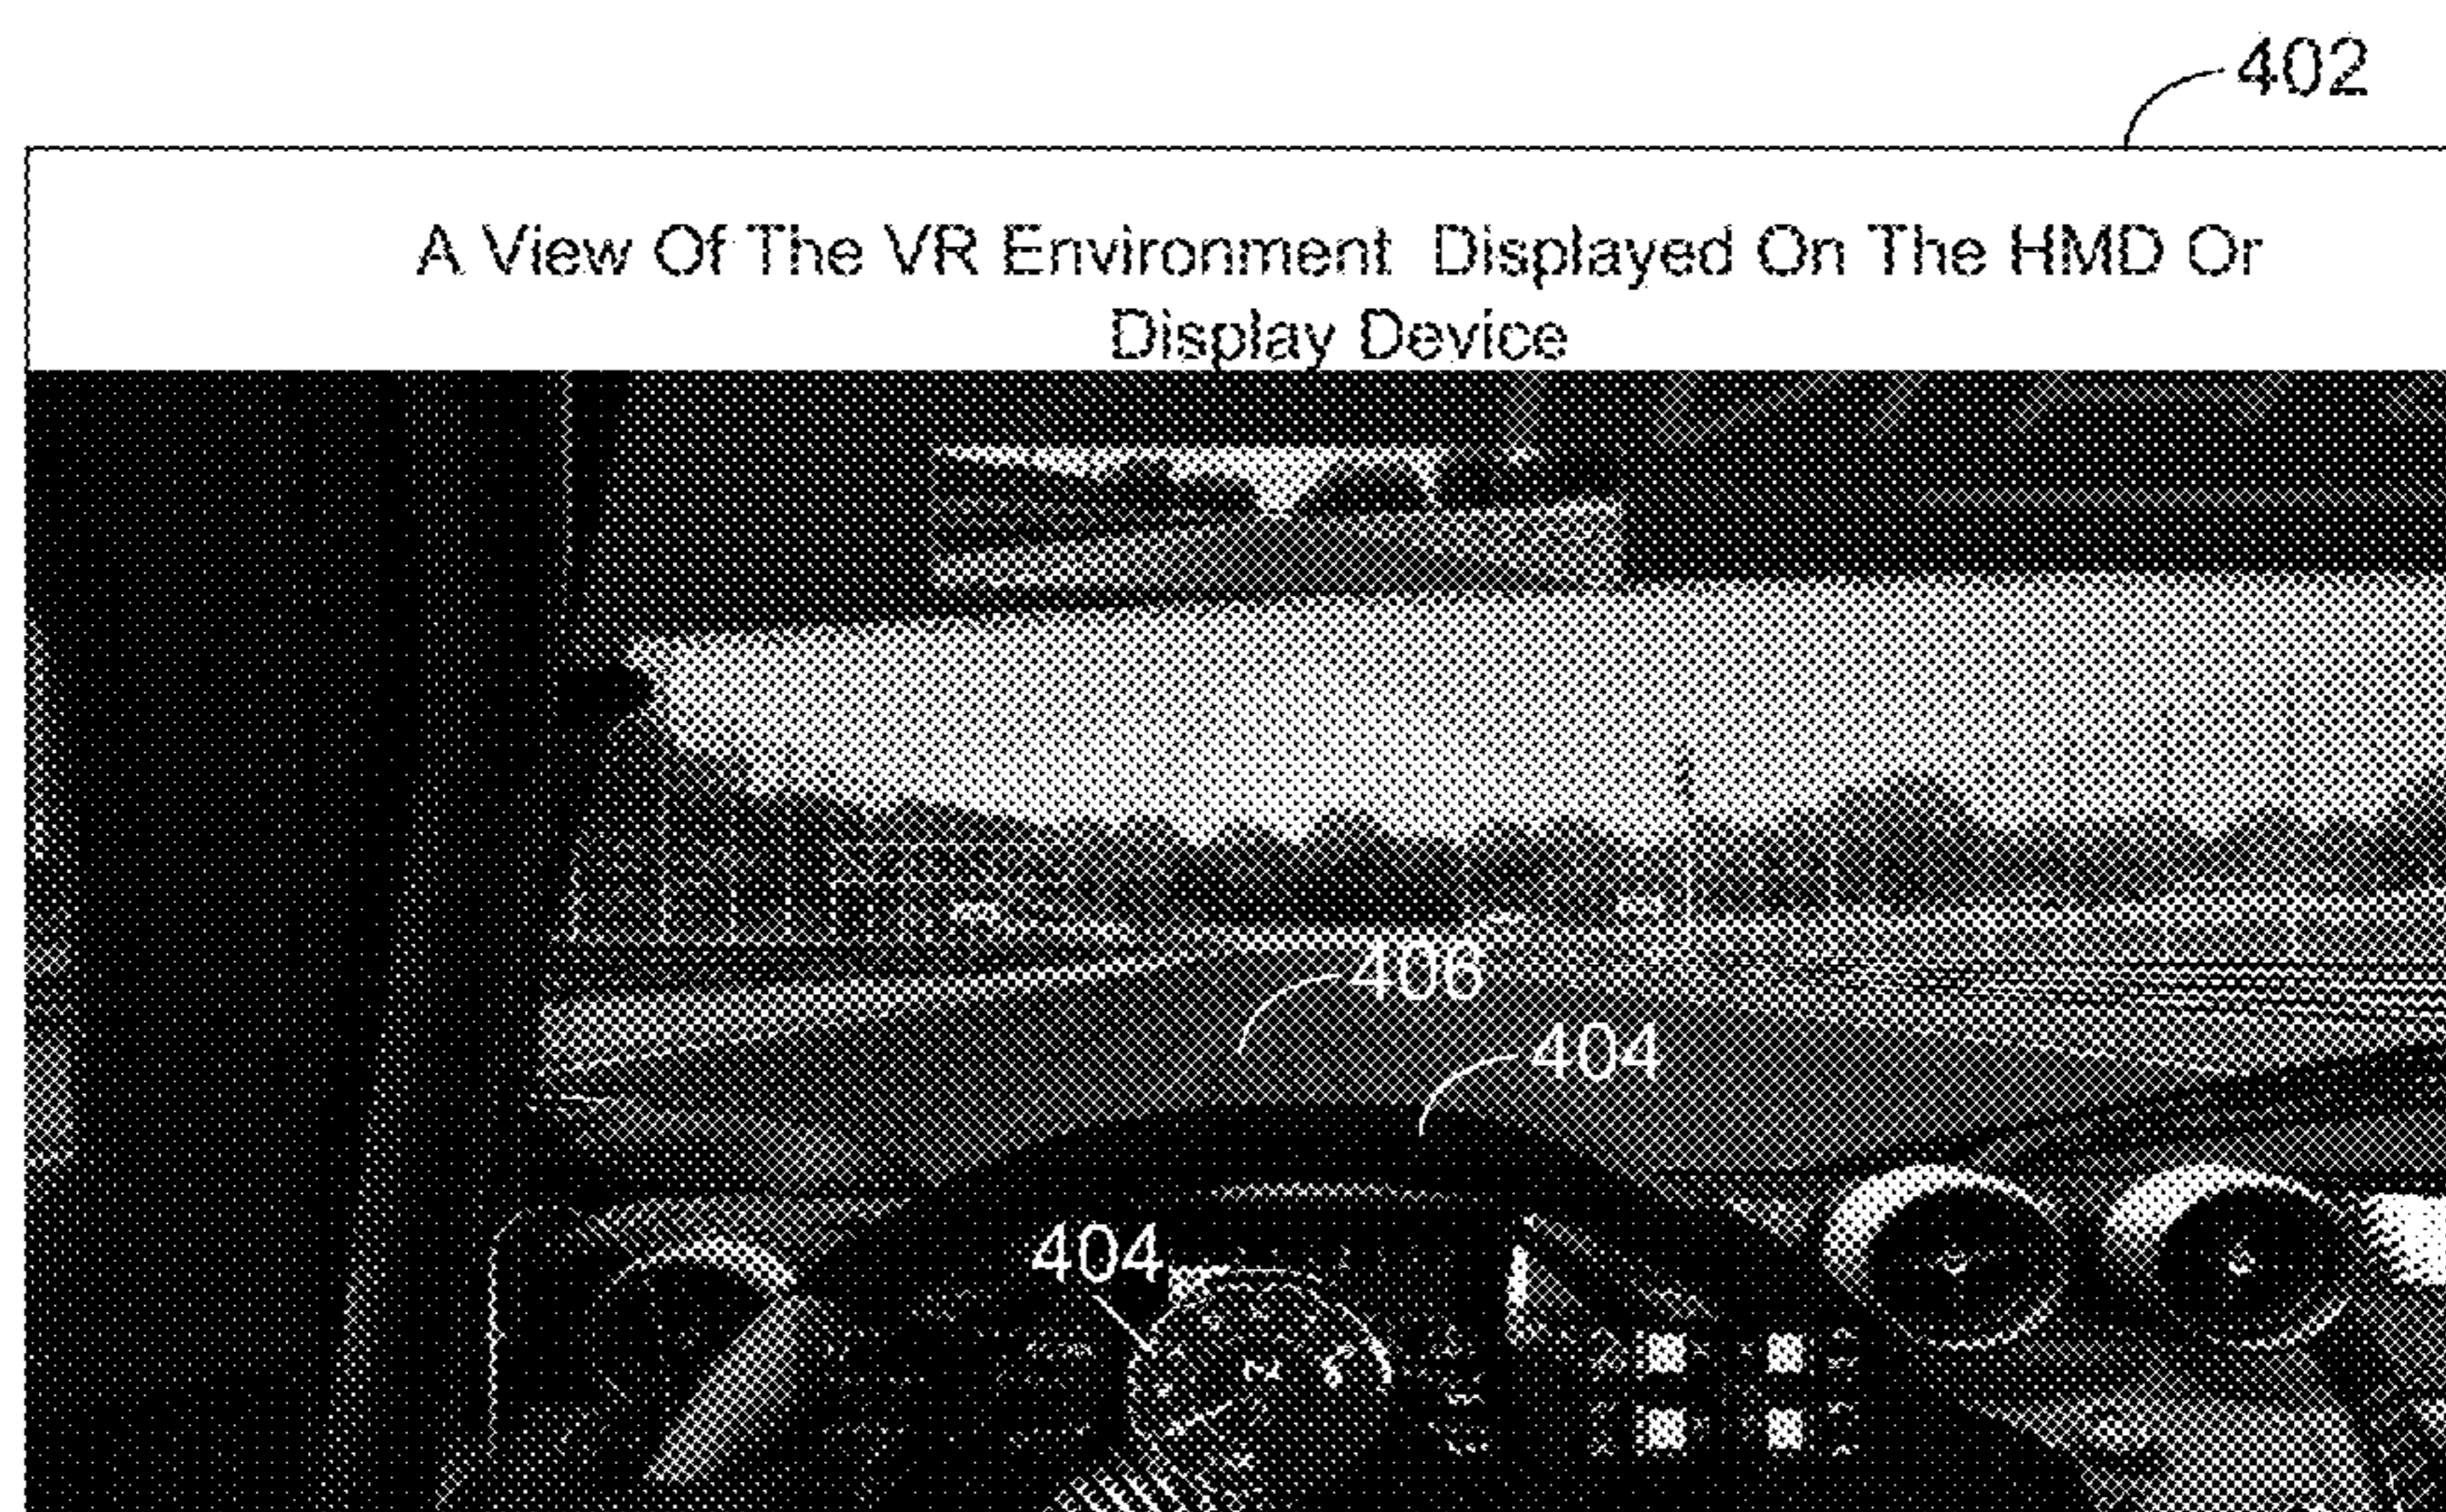 402
A View Of The VR Environment Displayed On The HMD Or
Display Device
406
404
404